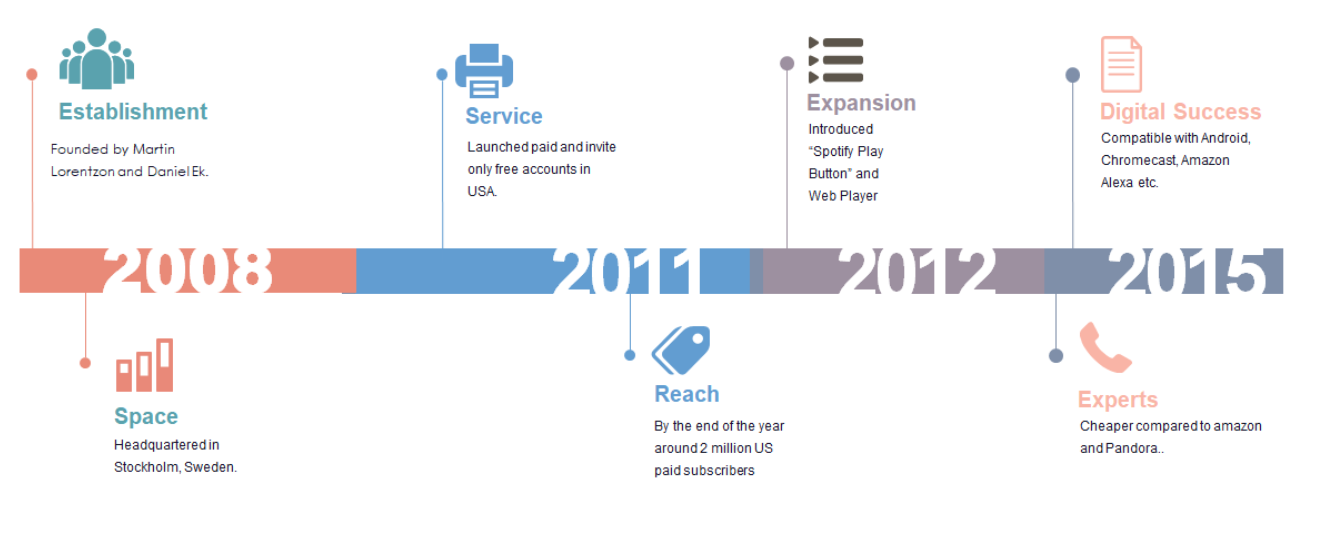 Establishment
Founded by Martin
Lorentzon and Daniel Ek.
Service
Launched paid and invite
only free accounts in
USA.
Expansion
Introduced
“Spotify Play
Button” and
Web Player
Digital Success
Compatible with Android,
Chromecast, Amazon
Alexa etc.
2008
2011
2012
2015
Space
Headquartered in
Stockholm, Sweden.
Reach
By the end of the year
around 2 million US
paid subscribers
Experts
Cheaper compared to amazon
and Pandora..